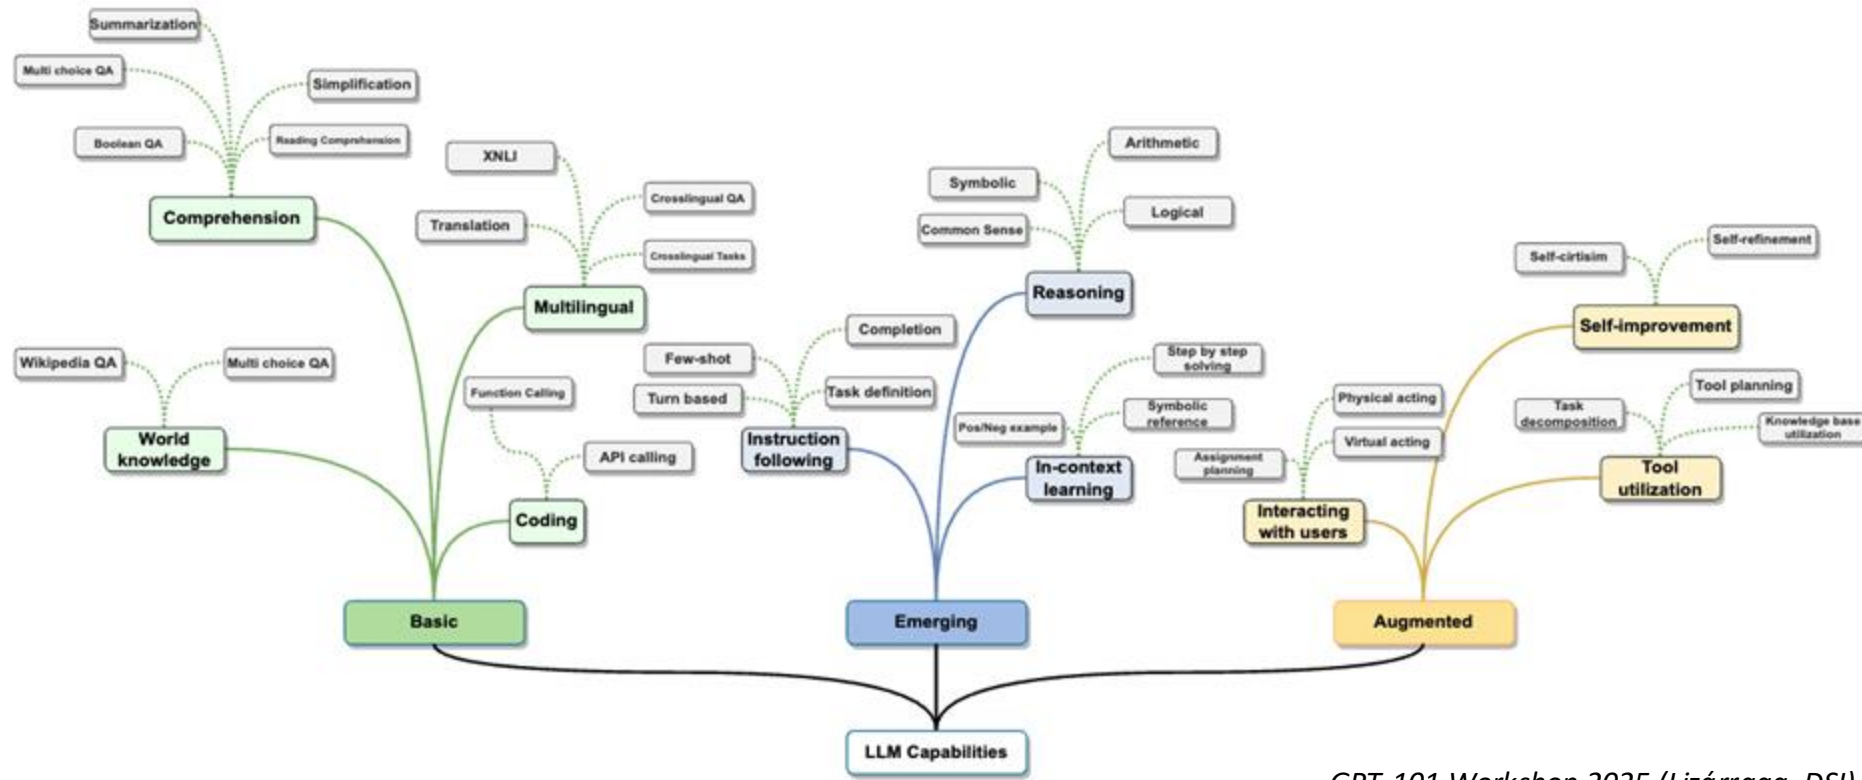 Summarization
Multi choice QA
Simplification
Boolean QA
Reading Comprehension
Comprehension
XNLI
Crosslingual QA
Translation
Crosslingual Tasks
Multilingual
Wikipedia QA
Multi choice QA
World
knowledge
Function Calling
API calling
Coding
Basic
Arithmetic
Symbolic
Logical
Common Sense
Reasoning
Completion
Few-shot
Turn based
Task definition
Instruction
following
Step by step
solving
Pos/Neg example
Symbolic
reference
In-context
learning
Emerging
Self-cirtisim
Self-refinement
Self-improvement
Physical acting
Virtual acting
Assignment
planning
Interacting
with users
Tool planning
Task
decomposition
Knowledge base
utilization
Tool
utilization
Augmented
LLM Capabilities
GPT 101 Workshop 2025 (Lizárraga, DSI)